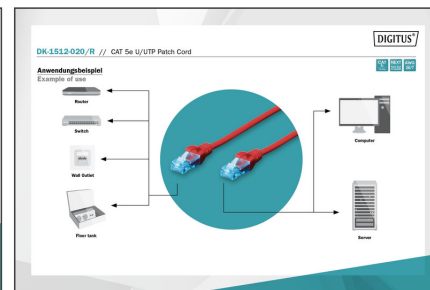 DIGITUS®
DK-1512-020/R // CAT 5e U/UTP Patch Cord
Anwendungsbeispiel
Example of use
Router
Switch
Wall Outlet
Floor tank
Computer
Server